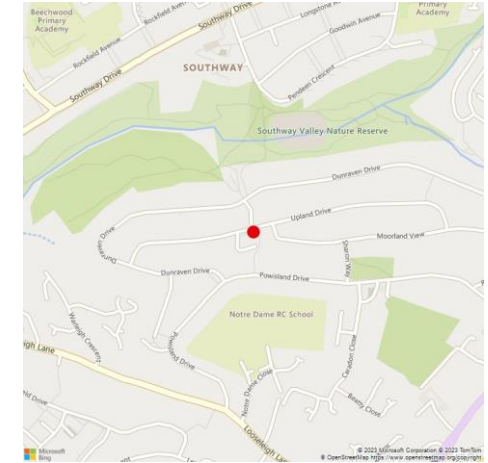 Beechwood
Primary
Academy
Rockfield Avenue
Longstone
Primary
Academy
Goodwin Avenue
Southway Drive
SOUTHWAY
Pendeen Crescent
Southway Drive
Southway Valley Nature Reserve
Dunraven Drive
Upland Drive
Moorland View
Dunraven Drive
Sharon Way
Dunraven Drive
Powisland Drive
Notre Dame RC School
Warleigh Crescent
Powisland Drive
Caradon Close
Looseleigh Lane
Notre Dame Close
Beatty Close
Microsoft
Bing
© 2023 Microsoft Corporation © 2023 TomTom
© OpenStreetMap https://www.openstreetmap.org/copyright